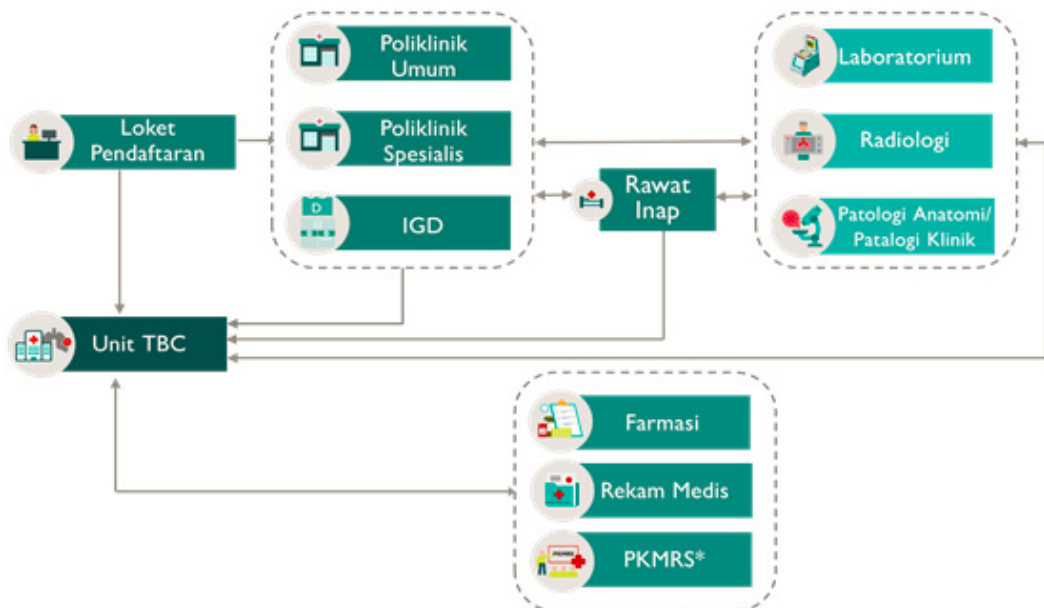 Poliklinik
Umum
Laboratorium
Loket
Pendaftaran
Poliklinik
Spesialis
Radiologi
Rawat
Inap
D
IGD
Patologi Anatomi/
Patalogi Klinik
Unit TBC
Farmasi
Rekam Medis
PKMRS
PKMRS*